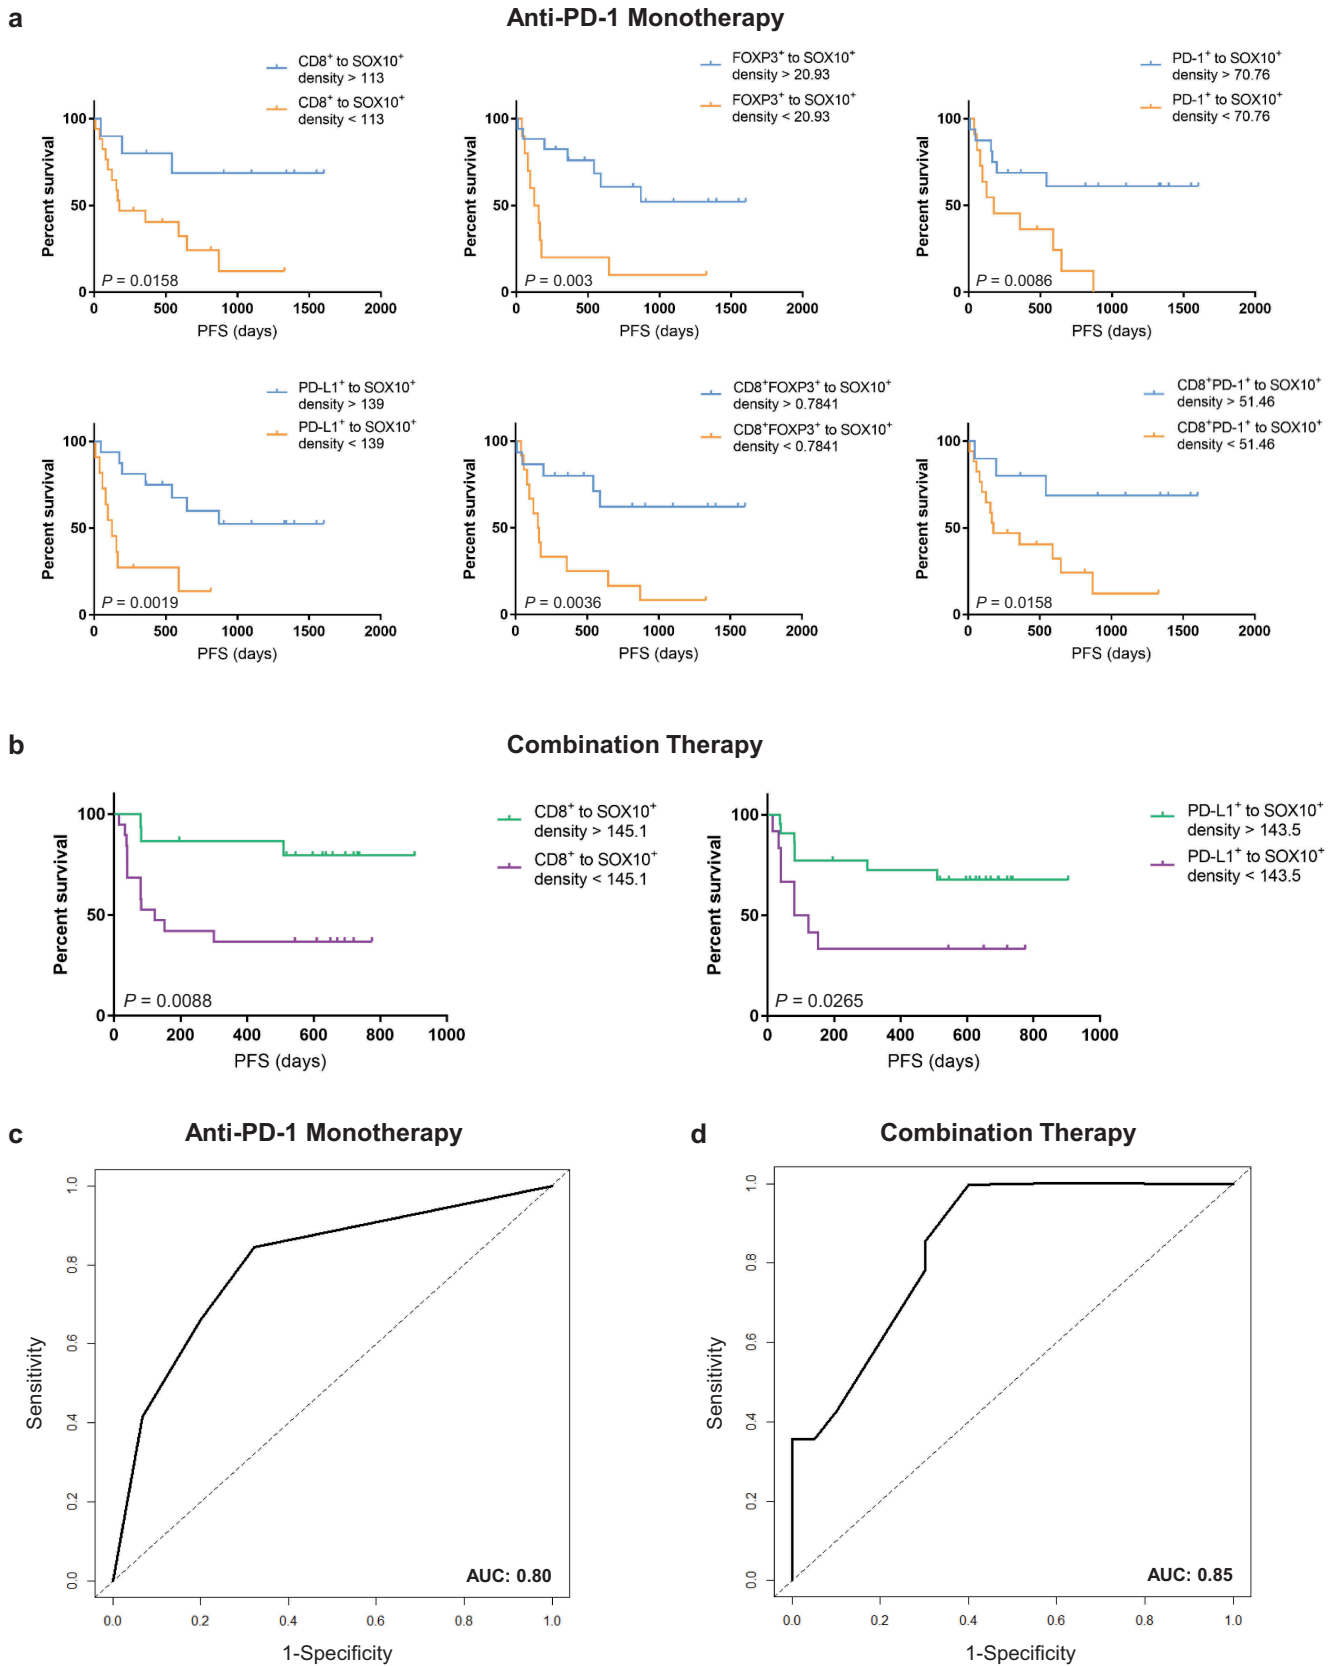 a
Anti-PD-1 Monotherapy
CD8+ to SOX10+
density > 113
CD8+ to SOX10+
density < 113
100
50
0
Percent survival
P = 0.0158
0 500 1000 1500 2000
PFS (days)
FOXP3+ to SOX10+
density > 20.93
FOXP3+ to SOX10+
density < 20.93
100
50
0
Percent survival
P = 0.003
0 500 1000 1500 2000
PFS (days)
PD-1+ to SOX10+
density > 70.76
PD-1+ to SOX10+
density < 70.76
100
50
0
Percent survival
P = 0.0086
0 500 1000 1500 2000
PFS (days)
PD-L1+ to SOX10+
density > 139
PD-L1+ to SOX10+
density < 139
100
50
0
Percent survival
P = 0.0019
0 500 1000 1500 2000
PFS (days)
CD8+FOXP3+ to SOX10+
density > 0.7841
CD8+FOXP3+ to SOX10+
density < 0.7841
100
50
0
Percent survival
P = 0.0036
0 500 1000 1500 2000
PFS (days)
CD8+PD-1+ to SOX10+
density > 51.46
CD8+PD-1+ to SOX10+
density < 51.46
100
50
0
Percent survival
P = 0.0158
0 500 1000 1500 2000
PFS (days)
b
Combination Therapy
CD8+ to SOX10+
density > 145.1
CD8+ to SOX10+
density < 145.1
100
50
0
Percent survival
P = 0.0088
0 200 400 600 800 1000
PFS (days)
PD-L1+ to SOX10+
density > 143.5
PD-L1+ to SOX10+
density < 143.5
100
50
0
Percent survival
P = 0.0265
0 200 400 600 800 1000
PFS (days)
c
Anti-PD-1 Monotherapy
1.0
0.8
0.6
0.4
0.2
0.0
Sensitivity
AUC: 0.80
0.0 0.2 0.4 0.6 0.8 1.0
1-Specificity
d
Combination Therapy
1.0
0.8
0.6
0.4
0.2
0.0
Sensitivity
AUC: 0.85
0.0 0.2 0.4 0.6 0.8 1.0
1-Specificity